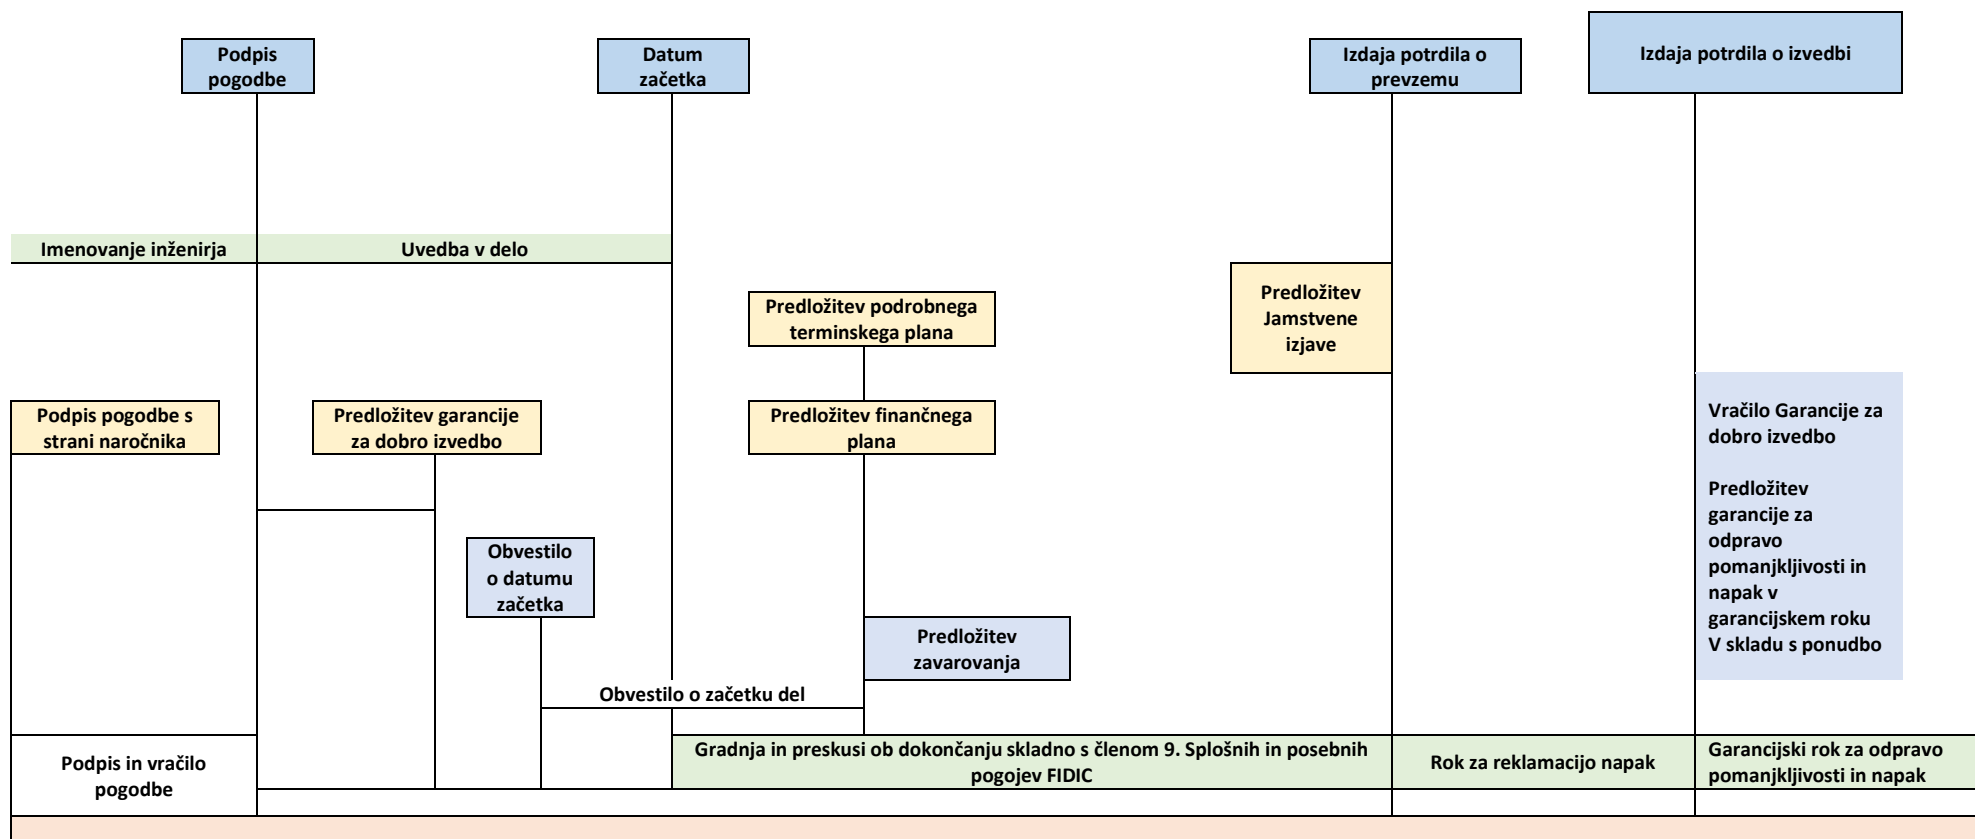 Podpis
pogodbe
Datum
začetka
Izdaja potrdila o
prevzemu
Izdaja potrdila o izvedbi
Imenovanje inženirja
Uvedba v delo
Predložitev podrobnega
terminskega plana
Predložitev
Jamstvene
izjave
Podpis pogodbe s
strani naročnika
Predložitev garancije
za dobro izvedbo
Predložitev finančnega
plana
Vračilo Garancije za
dobro izvedbo
Predložitev
garancije za
odpravo
pomanjkljivosti in
napak v
garancijskem roku
V skladu s ponudbo
Obvestilo
o datumu
začetka
Predložitev
zavarovanja
Obvestilo o začetku del
Podpis in vračilo
pogodbe
Gradnja in preskusi ob dokončanju skladno s členom 9. Splošnih in posebnih
pogojev FIDIC
Rok za reklamacijo napak
Garancijski rok za odpravo
pomanjkljivosti in napak